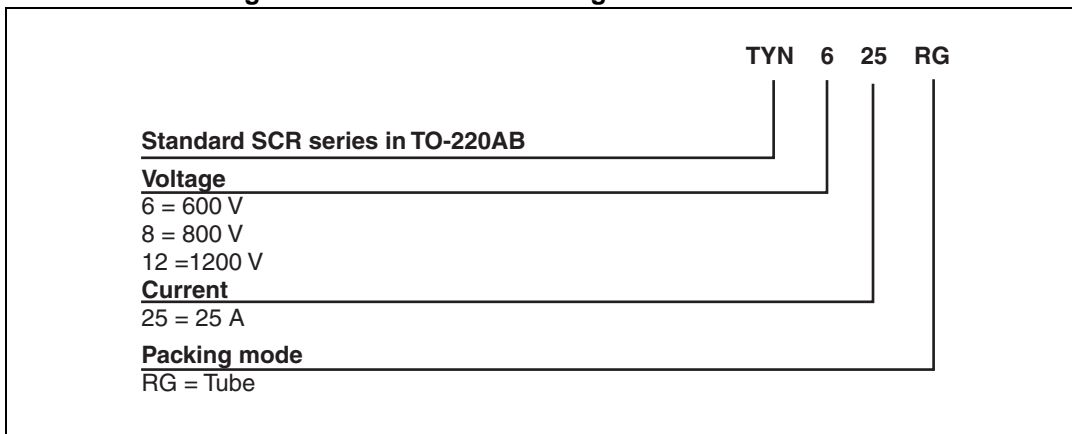 TYN 6 25 RG
Standard SCR series in TO-220AB
Voltage
6 = 600 V
8 = 800 V
12 =1200 V
Current
25 = 25 A
Packing mode
RG = Tube